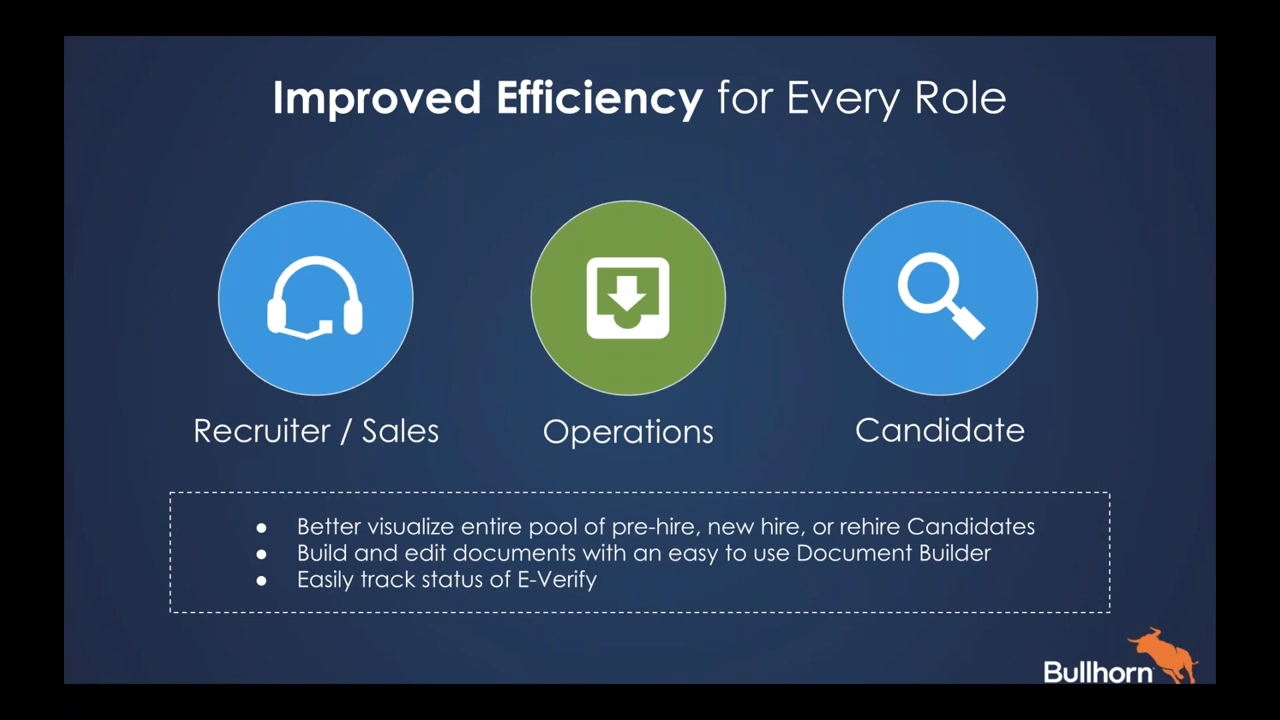 Improved Efficiency for Every Role
Recruiter / Sales
Operations
Candidate
● Better visualize entire pool of pre-hire, new hire, or rehire Candidates
● Build and edit documents with an easy to use Document Builder
● Easily track status of E-Verify
Bullhorn